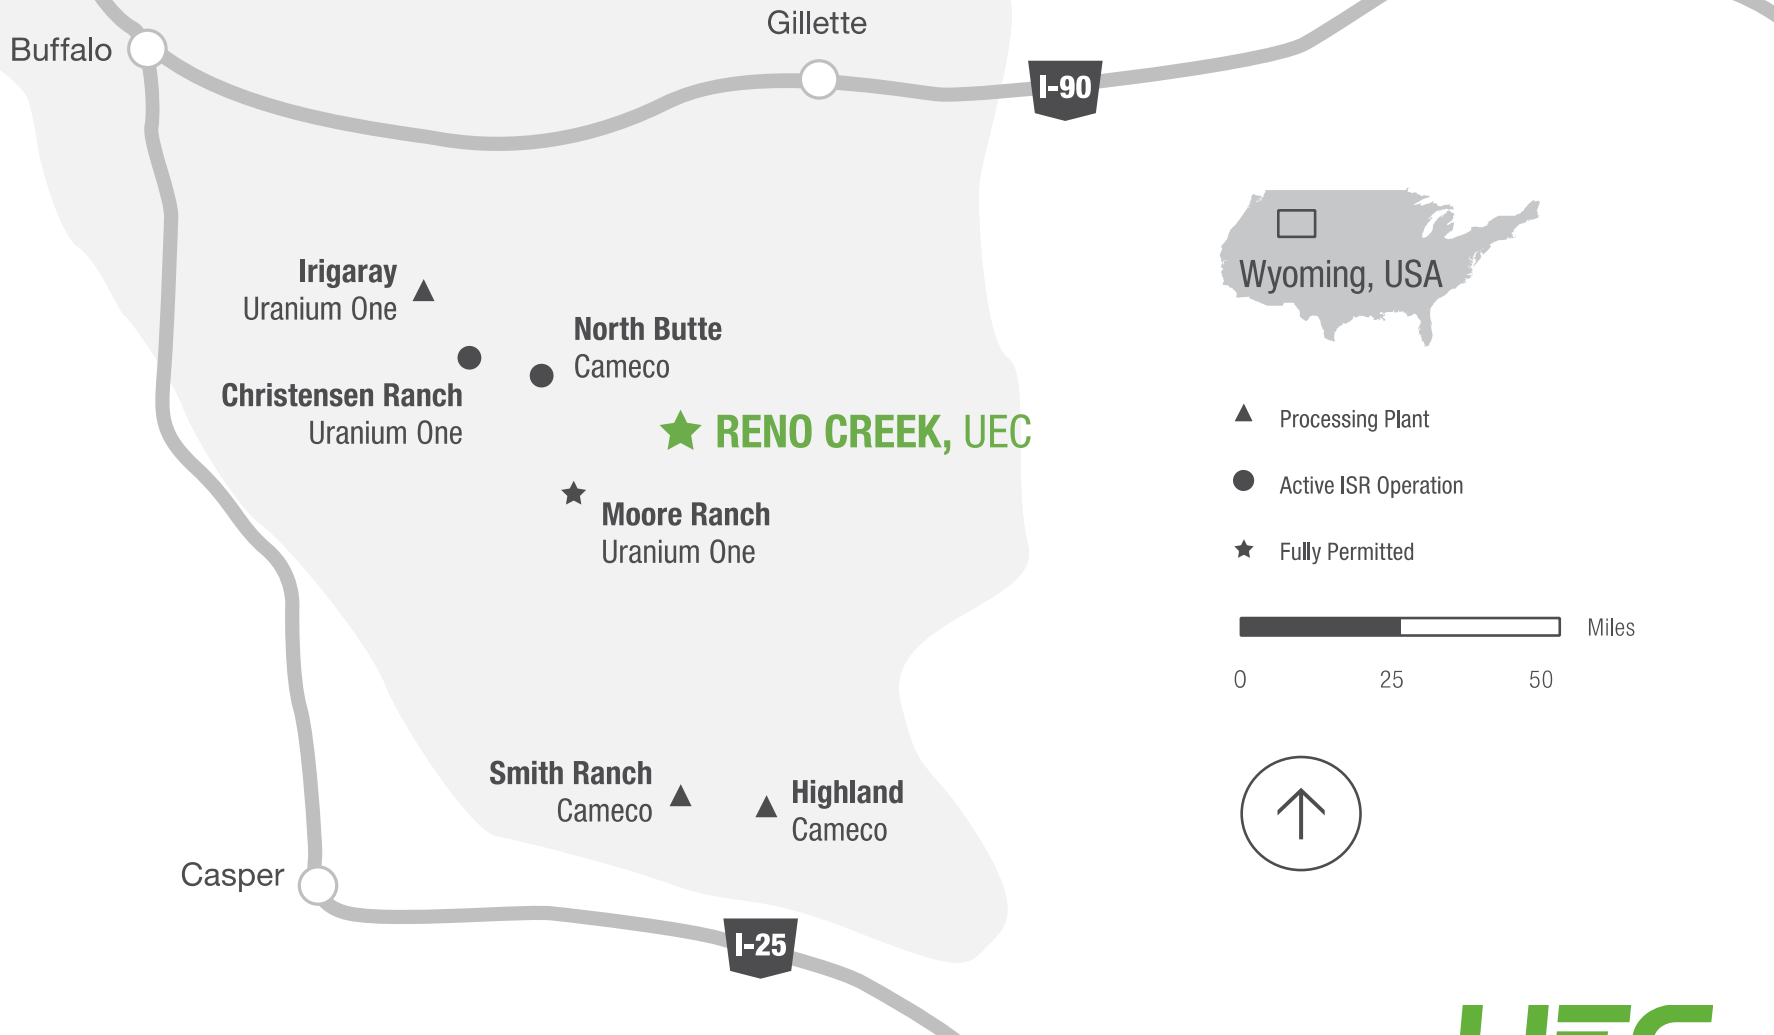 Gillette
Buffalo
I-90
Irigaray
Uranium One
North Butte
Cameco
Christensen Ranch
Uranium One
RENO CREEK, UEC
Moore Ranch
Uranium One
Smith Ranch
Cameco
Highland
Cameco
Casper
I-25
Wyoming, USA
Processing Plant
Active ISR Operation
Fully Permitted
Miles
0 25 50
UEC